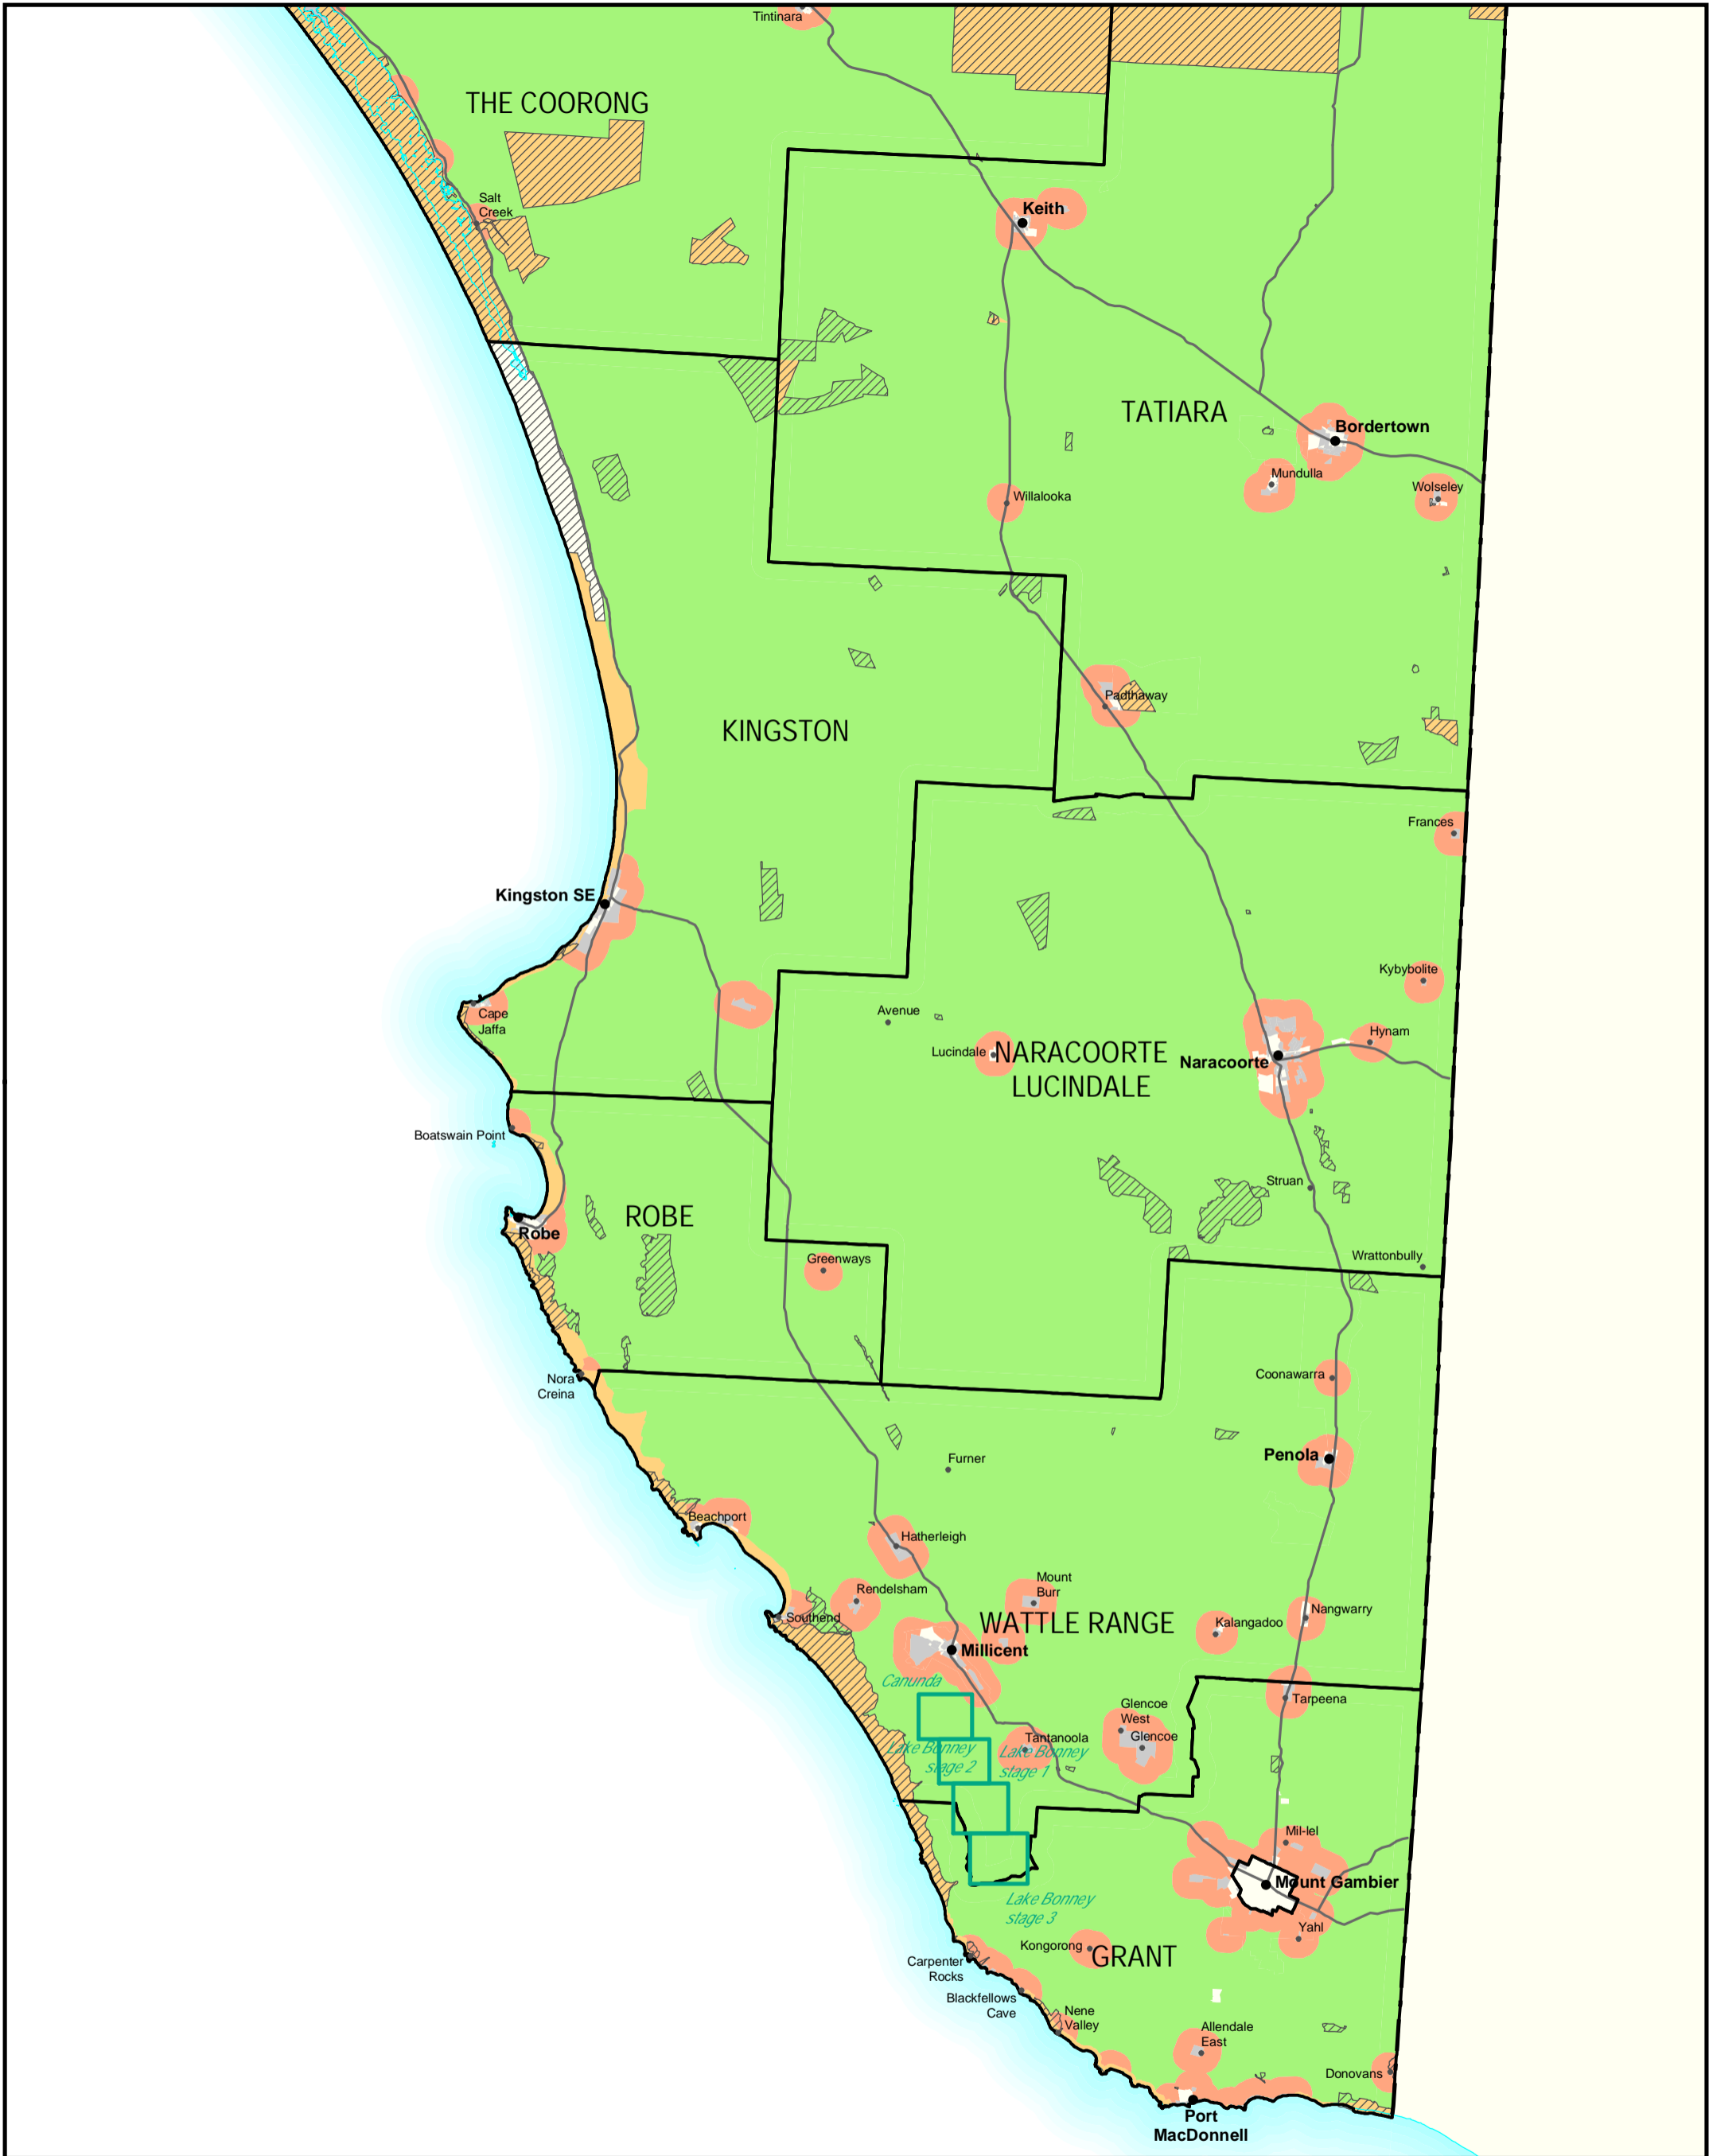 Tintinara
THE COORONG
Salt
Creek
Keith
TATIARA
Bordertown
Mundulla
Wolseley
Willalooka
Padthaway
KINGSTON
Frances
Kingston SE
Kybybolite
Cape
Jaffa
Avenue
Hynam
Lucindale
NARACOORTE
LUCINDALE
Naracoorte
Boatswain Point
Struan
ROBE
Robe
Greenways
Wrattonbully
Nora
Creina
Coonawarra
Penola
Furner
Beachport
Hatherleigh
Mount
Burr
Rendelsham
Southend
WATTLE RANGE
Nangwarry
Kalangadoo
Millicent
Canunda
Tarpeena
Glencoe
West
Glencoe
Tantanoola
Lake Bonney
stage 2
Lake Bonney
stage 1
Mil-lel
Mount Gambier
Lake Bonney
stage 3
Yahl
Kongorong
GRANT
Carpenter
Rocks
Blackfellows
Cave
Nene
Valley
Allendale
East
Donovans
Port
MacDonnell